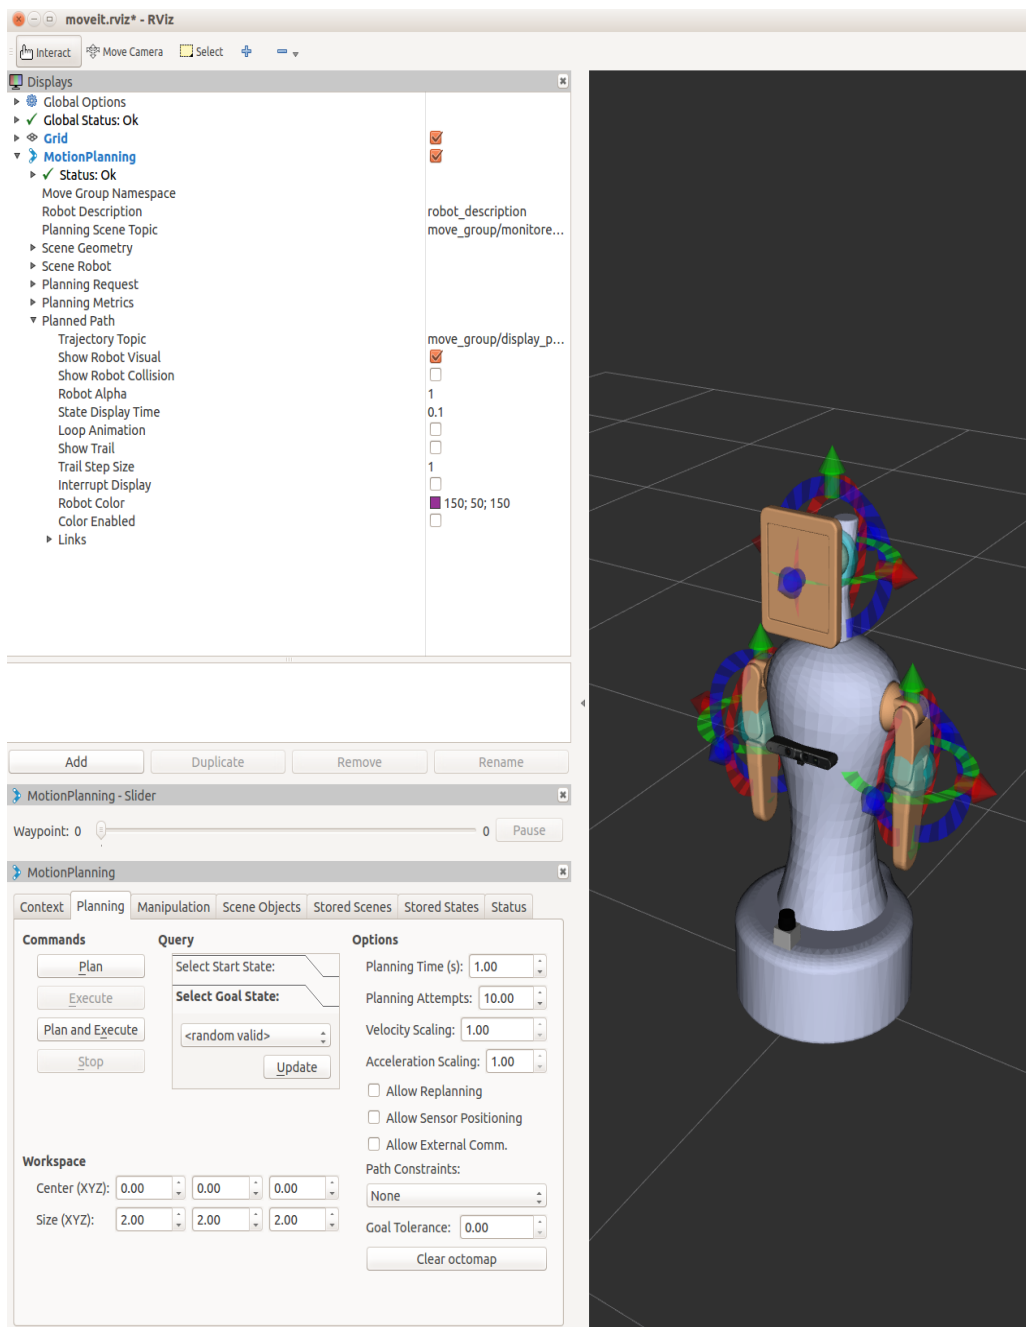 moveit.rviz* - RViz
Interact Move Camera Select
Displays
Global Options
Global Status: Ok
Grid
MotionPlanning
Status: Ok
Move Group Namespace
Robot Description robot_description
Planning Scene Topic move_group/monitore...
Scene Geometry
Scene Robot
Planning Request
Planning Metrics
Planned Path
Trajectory Topic move_group/display_p...
Show Robot Visual
Show Robot Collision
Robot Alpha 1
State Display Time 0.1
Loop Animation
Show Trail
Trail Step Size 1
Interrupt Display
Robot Color 150; 50; 150
Color Enabled
Links
Add Duplicate Remove Rename
MotionPlanning - Slider
Waypoint: 0 0 Pause
MotionPlanning
Context Planning Manipulation Scene Objects Stored Scenes Stored States Status
Commands Query Options
Plan Select Start State: Planning Time (s): 1.00
Execute Select Goal State: Planning Attempts: 10.00
Plan and Execute <random valid> Velocity Scaling: 1.00
Stop Update Acceleration Scaling: 1.00
Allow Replanning
Allow Sensor Positioning
Allow External Comm.
Workspace Path Constraints:
Center (XYZ): 0.00 0.00 0.00 None
Size (XYZ): 2.00 2.00 2.00 Goal Tolerance: 0.00
Clear octomap